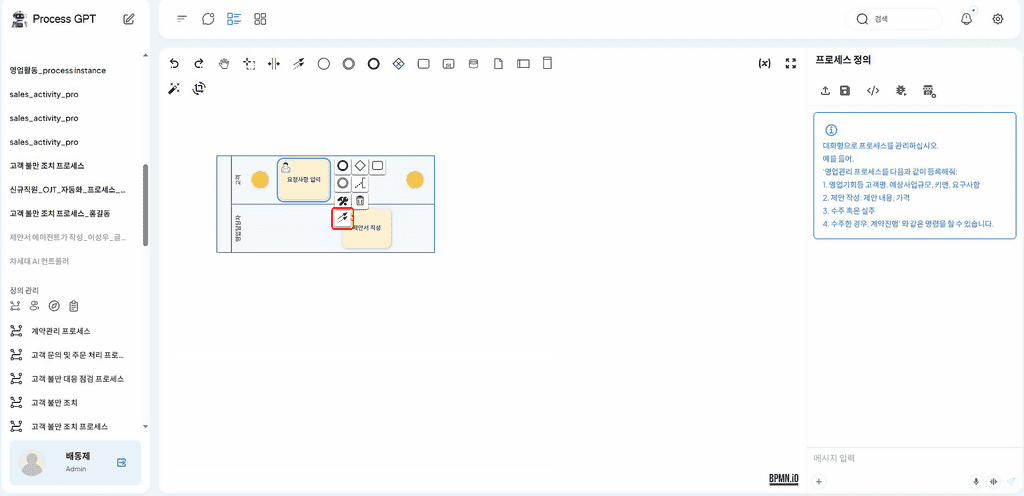 Process GPT
검색
영업활동_process instance
sales_activity_pro
sales_activity_pro
sales_activity_pro
고객 불만 조치 프로세스
신규직원_OJT_자동화_프로세스_...
고객 불만 조치 프로세스_홍길동
제안서 에이전트가 작성_이성우_글...
차세대 AI 컨트롤러
정의 관리
계약관리 프로세스
고객 문의 및 주문 처리 프로...
고객 불만 대응 점검 프로세스
고객 불만 조치
고객 불만 조치 프로세스
배동제
Admin
고객
요청사항 입력
영업담당자
제안서 작성
BPMN.iO
프로세스 정의
대화형으로 프로세스를 관리하십시오.
예를 들어,
'영업관리 프로세스를 다음과 같이 등록해줘:
1. 영업기회등 고객명, 예상사업규모, 키맨, 요구사항
2. 제안 작성: 제안 내용, 가격
3. 수주 혹은 실주
4. 수주한 경우, 계약진행' 와 같은 명령을 할 수 있습니다.
메시지 입력